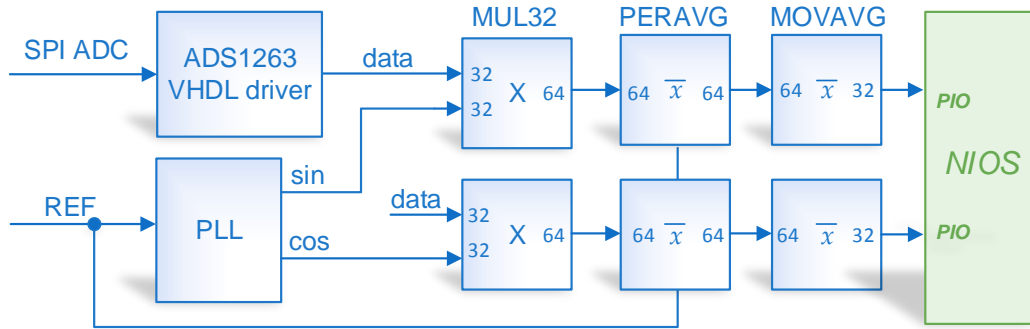 MUL32 PERAVG MOVAVG
SPI ADC
ADS1263
VHDL driver
data
32
32
X 64
64 x 64
64 x 32
PIO
NIOS
REF
PLL
sin
cos
data
32
32
X 64
64 x 64
64 x 32
PIO